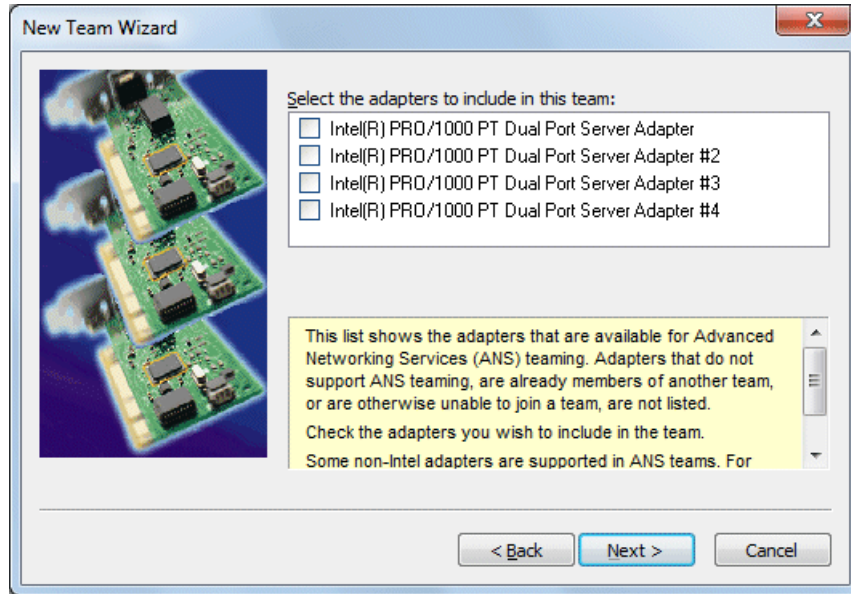 New Team Wizard
Select the adapters to include in this team:
Intel(R) PRO/1000 PT Dual Port Server Adapter
Intel(R) PRO/1000 PT Dual Port Server Adapter #2
Intel(R) PRO/1000 PT Dual Port Server Adapter #3
Intel(R) PRO/1000 PT Dual Port Server Adapter #4
This list shows the adapters that are available for Advanced
Networking Services (ANS) teaming. Adapters that do not
support ANS teaming, are already members of another team,
or are otherwise unable to join a team, are not listed.
Check the adapters you wish to include in the team.
Some non-Intel adapters are supported in ANS teams. For
< Back
Next >
Cancel